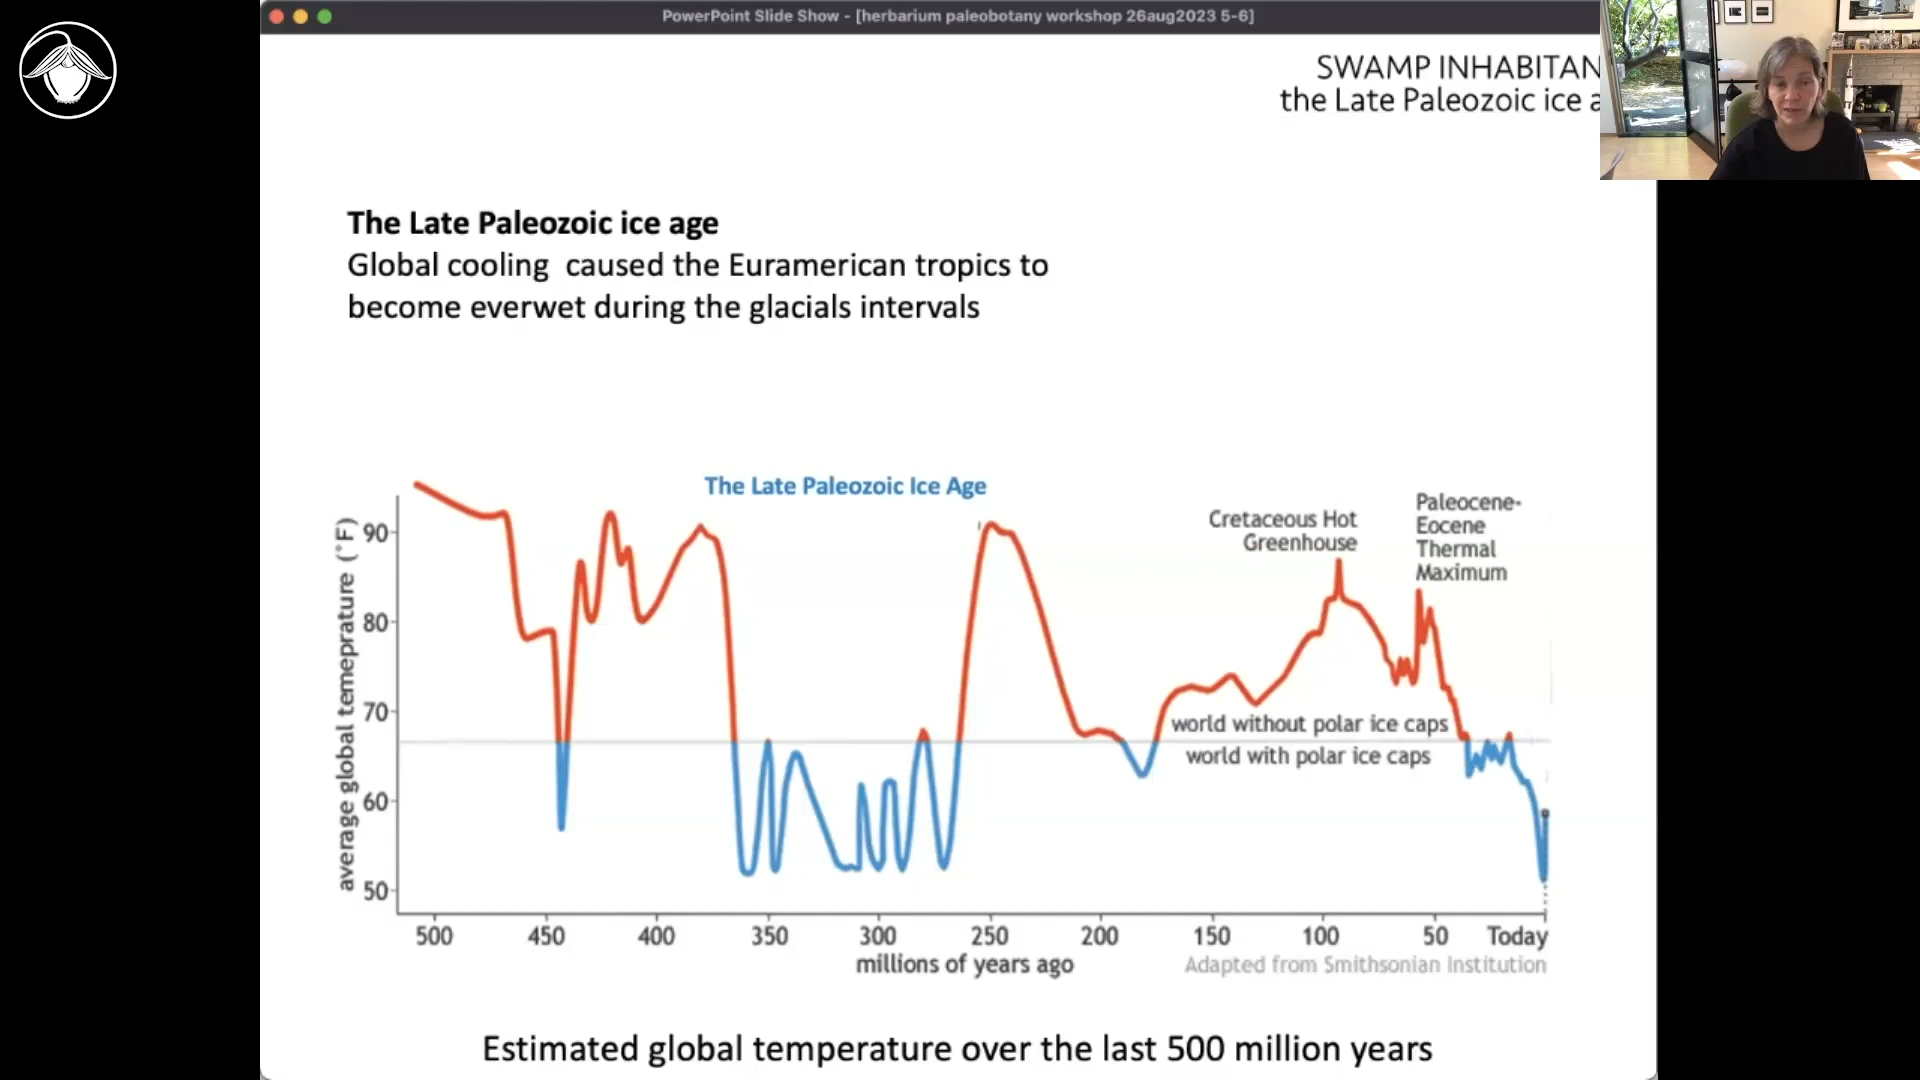 PowerPoint Slide Show - [herbarium paleobotany workshop 26aug2023 5-6]
SWAMP INHABITAN
the Late Paleozoic ice a
The Late Paleozoic ice age
Global cooling caused the Euramerican tropics to
become everwet during the glacials intervals
The Late Paleozoic Ice Age
Cretaceous Hot
Greenhouse
Paleocene-
Eocene
Thermal
Maximum
average global temeprature (°F)
90
80
70
60
50
world without polar ice caps
world with polar ice caps
500 450 400 350 300 250 200 150 100 50 Today
millions of years ago
Adapted from Smithsonian Institution
Estimated global temperature over the last 500 million years